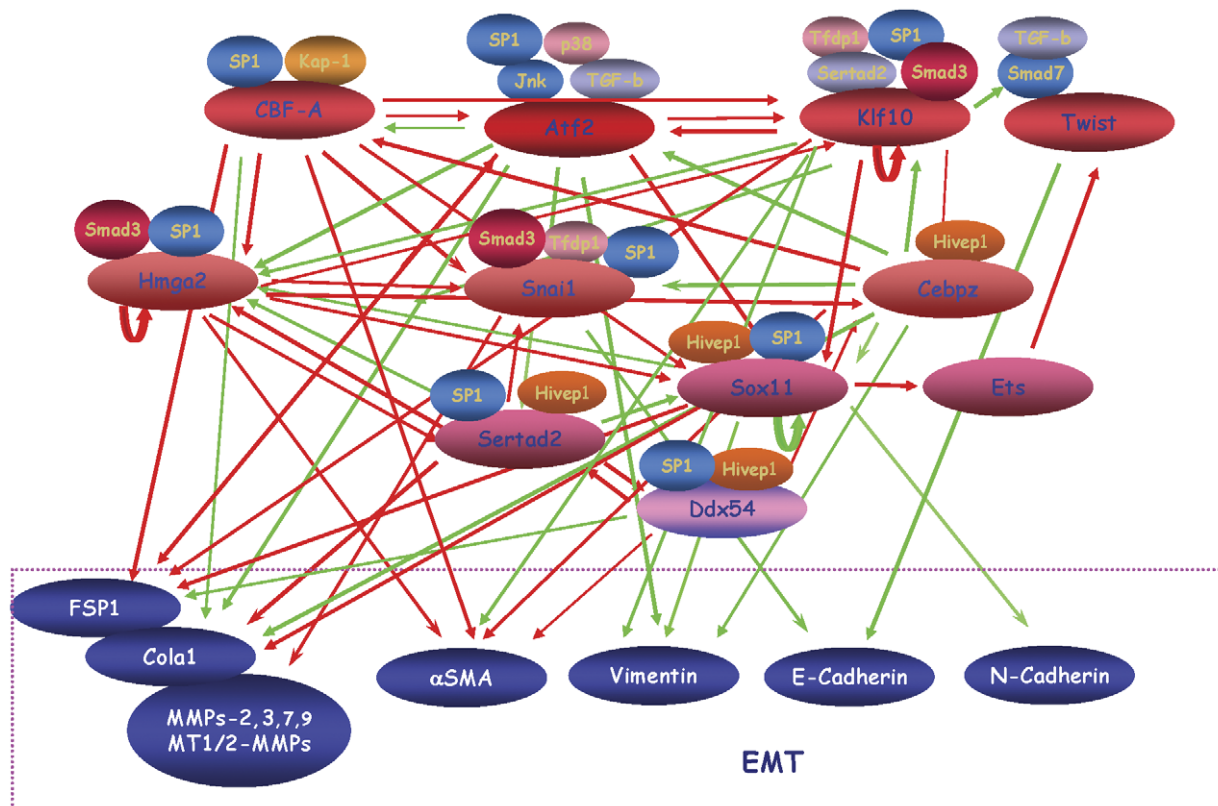 SP1
Kap-1
CBF-A
SP1
p38
Jnk
TGF-b
Atf2
Tfdp1
SP1
Sertad2
Smad3
Klf10
TGF-b
Smad7
Twist
Smad3
SP1
Hmga2
Smad3
Tfdp1
SP1
Snai1
Hivep1
Cebpz
Hivep1
SP1
Sox11
Ets
SP1
Hivep1
Sertad2
SP1
Hivep1
Ddx54
FSP1
Cola1
MMPs-2,3,7,9
MT1/2-MMPs
αSMA
Vimentin
E-Cadherin
N-Cadherin
EMT